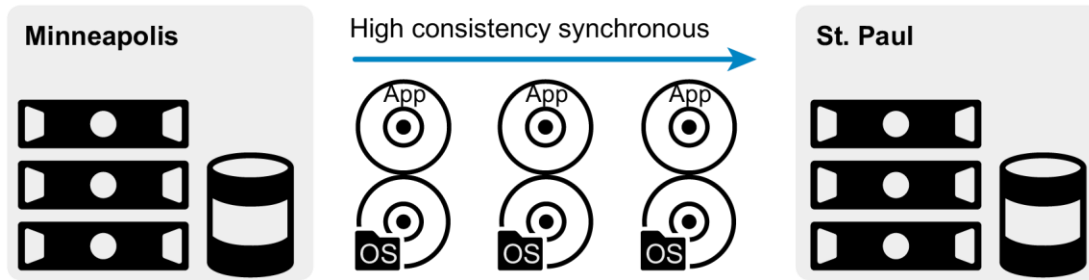 Minneapolis
High consistency synchronous
St. Paul
App
App
App
OS
OS
OS